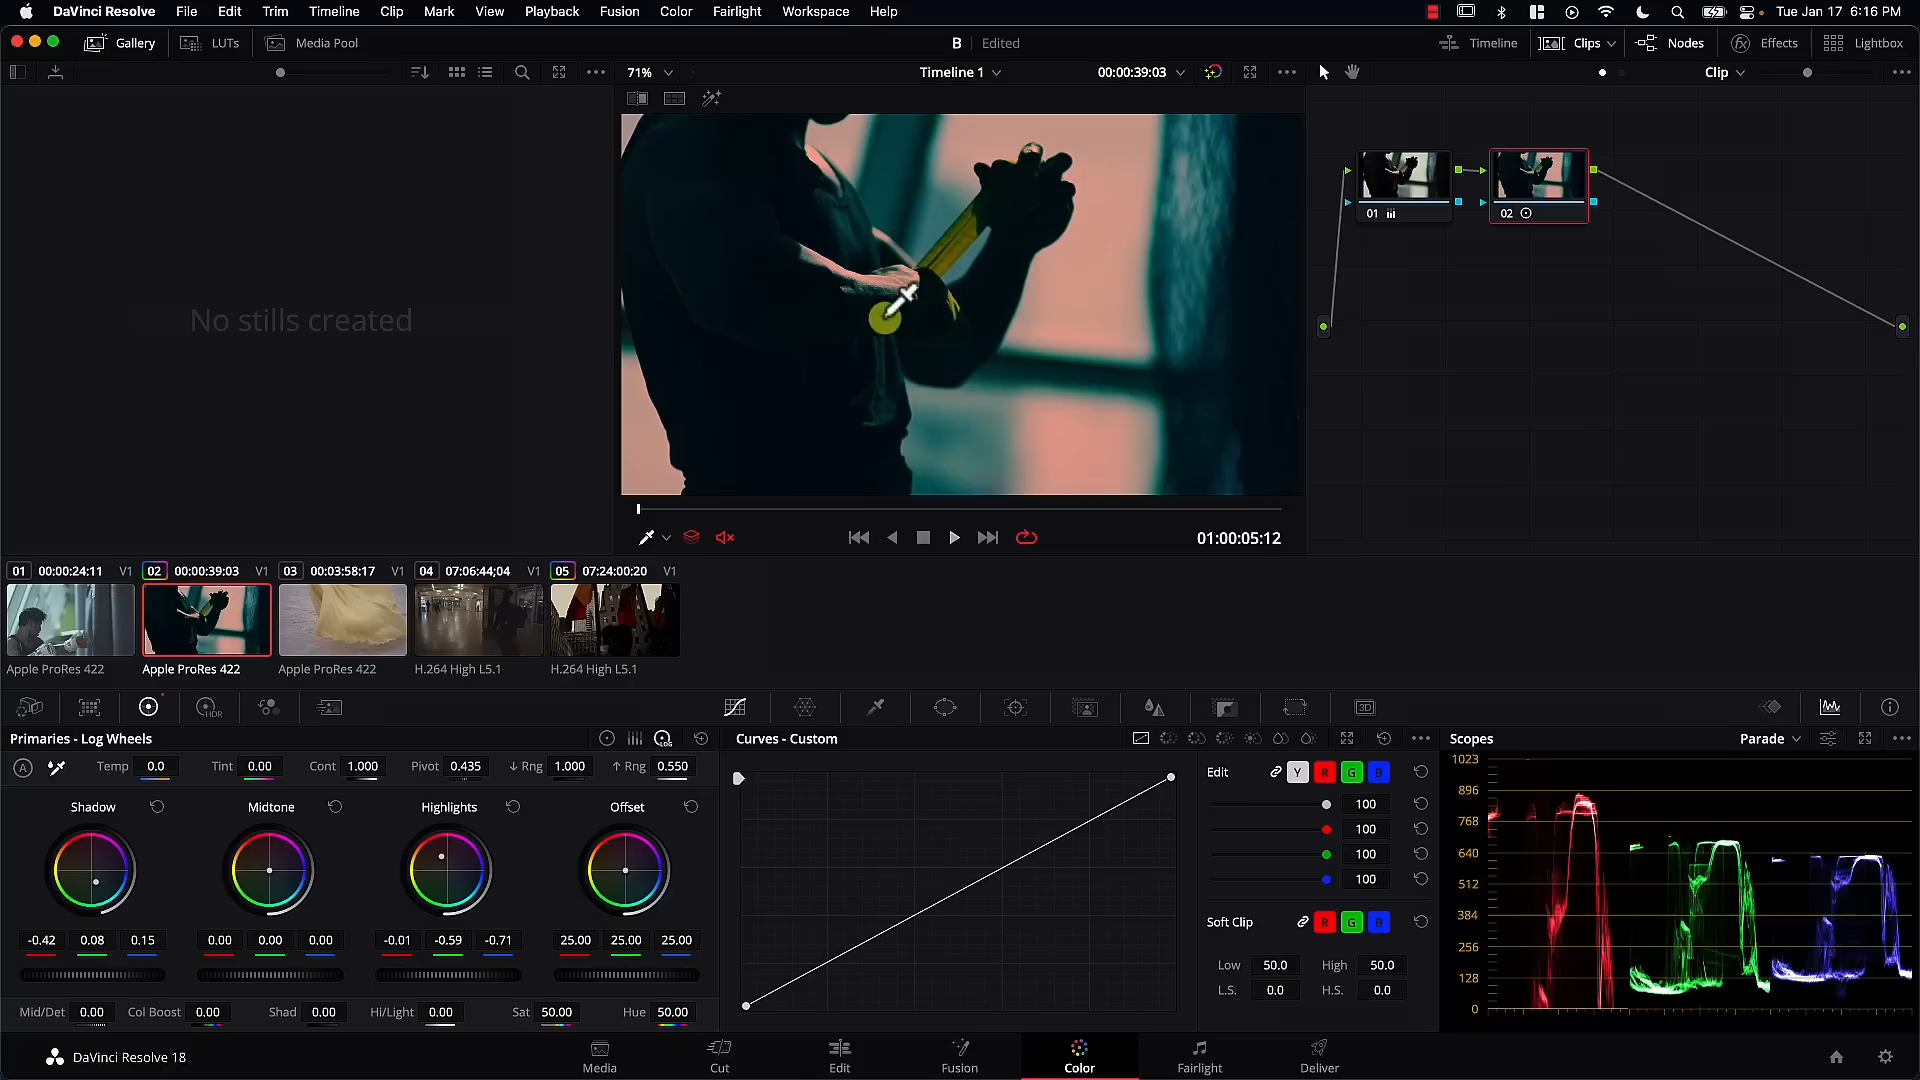 DaVinci Resolve File Edit Trim Timeline Clip Mark View Playback Fusion Color Fairlight Workspace Help Tue Jan 17 6:16 PM
Gallery LUTs Media Pool B Edited Timeline Clips Nodes Effects Lightbox
71% Timeline 1 00:00:39:03 Clip
No stills created
01 02
01:00:05:12
01 00:00:24:11 V1 02 00:00:39:03 V1 03 00:03:58:17 V1 04 07:06:44;04 V1 05 07:24:00:20 V1
Apple ProRes 422 Apple ProRes 422 Apple ProRes 422 H.264 High L5.1 H.264 High L5.1
HDR 3D
Primaries - Log Wheels LOG Curves - Custom Scopes Parade
A Temp 0.0 Tint 0.00 Cont 1.000 Pivot 0.435 ↓ Rng 1.000 ↑ Rng 0.550
Shadow Midtone Highlights Offset
-0.42 0.08 0.15 0.00 0.00 0.00 -0.01 -0.59 -0.71 25.00 25.00 25.00
Mid/Det 0.00 Col Boost 0.00 Shad 0.00 Hi/Light 0.00 Sat 50.00 Hue 50.00
Edit Y R G B
100
100
100
100
Soft Clip R G B
Low 50.0 High 50.0
L.S. 0.0 H.S. 0.0
1023
896
768
640
512
384
256
128
0
DaVinci Resolve 18 Media Cut Edit Fusion Color Fairlight Deliver